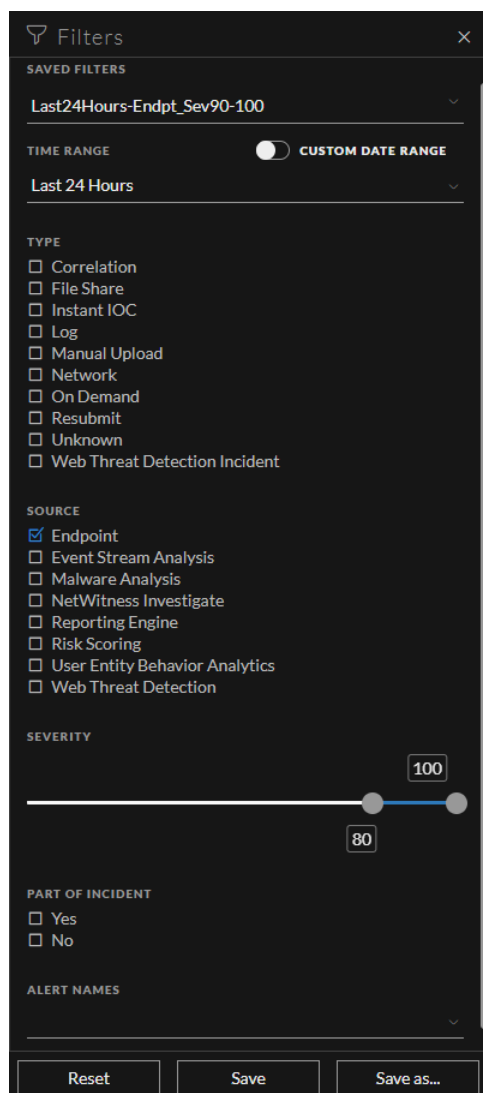 Filters
SAVED FILTERS
Last24Hours-Endpt_Sev90-100
TIME RANGE CUSTOM DATE RANGE
Last 24 Hours
TYPE
Correlation
File Share
Instant IOC
Log
Manual Upload
Network
On Demand
Resubmit
Unknown
Web Threat Detection Incident
SOURCE
Endpoint
Event Stream Analysis
Malware Analysis
NetWitness Investigate
Reporting Engine
Risk Scoring
User Entity Behavior Analytics
Web Threat Detection
SEVERITY
100
80
PART OF INCIDENT
Yes
No
ALERT NAMES
Reset Save Save as...